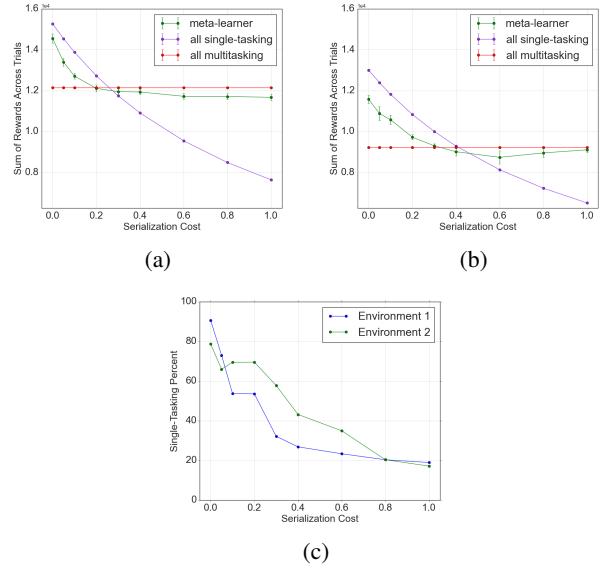 1e4
1.6
1.4
1.2
1.0
0.8
0.0 0.2 0.4 0.6 0.8 1.0
Serialization Cost
Sum of Rewards Across Trials
meta-learner
all single-tasking
all multitasking
(a)
1e4
1.6
1.4
1.2
1.0
0.8
0.0 0.2 0.4 0.6 0.8 1.0
Serialization Cost
Sum of Rewards Across Trials
meta-learner
all single-tasking
all multitasking
(b)
100
80
60
40
20
0
0.0 0.2 0.4 0.6 0.8 1.0
Serialization Cost
Single-Tasking Percent
Environment 1
Environment 2
(c)